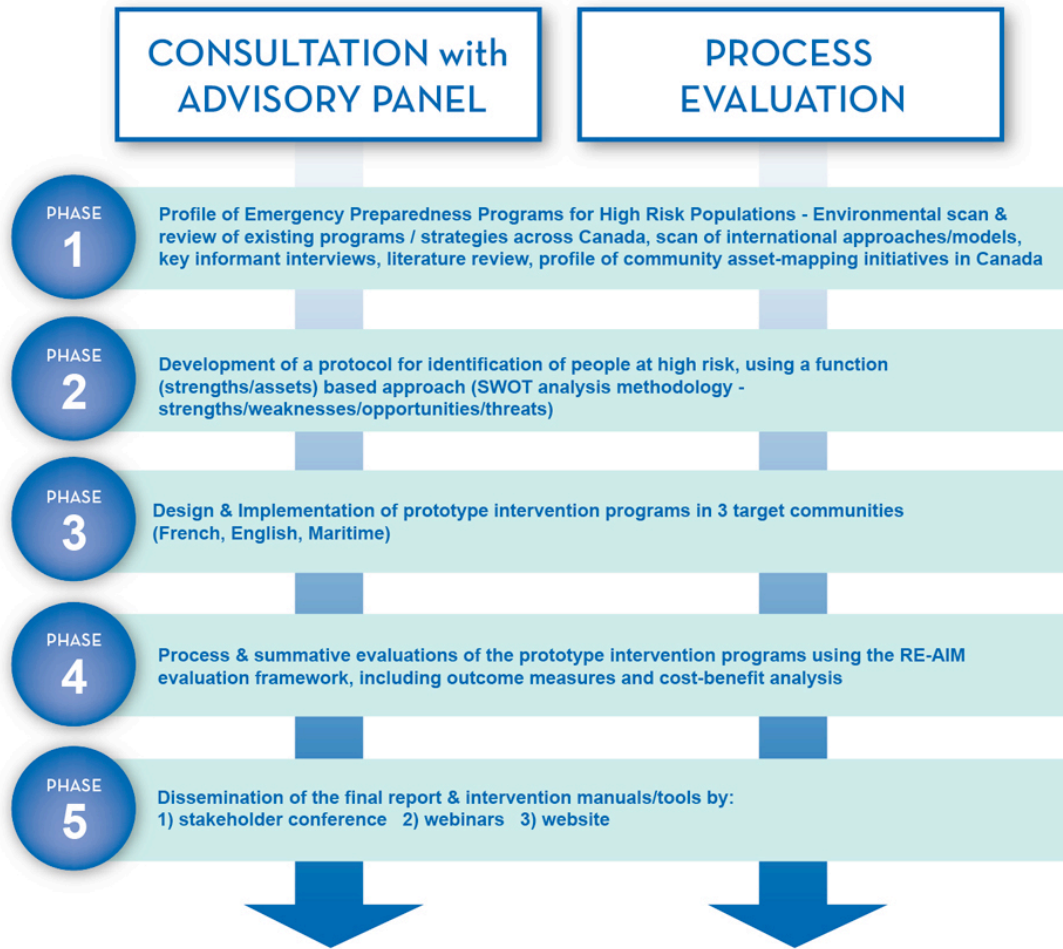 CONSULTATION with
ADVISORY PANEL
PROCESS
EVALUATION
PHASE
1
Profile of Emergency Preparedness Programs for High Risk Populations - Environmental scan &
review of existing programs / strategies across Canada, scan of international approaches/models,
key informant interviews, literature review, profile of community asset-mapping initiatives in Canada
PHASE
2
Development of a protocol for identification of people at high risk, using a function
(strengths/assets) based approach (SWOT analysis methodology -
strengths/weaknesses/opportunities/threats)
PHASE
3
Design & Implementation of prototype intervention programs in 3 target communities
(French, English, Maritime)
PHASE
4
Process & summative evaluations of the prototype intervention programs using the RE-AIM
evaluation framework, including outcome measures and cost-benefit analysis
PHASE
5
Dissemination of the final report & intervention manuals/tools by:
1) stakeholder conference 2) webinars 3) website